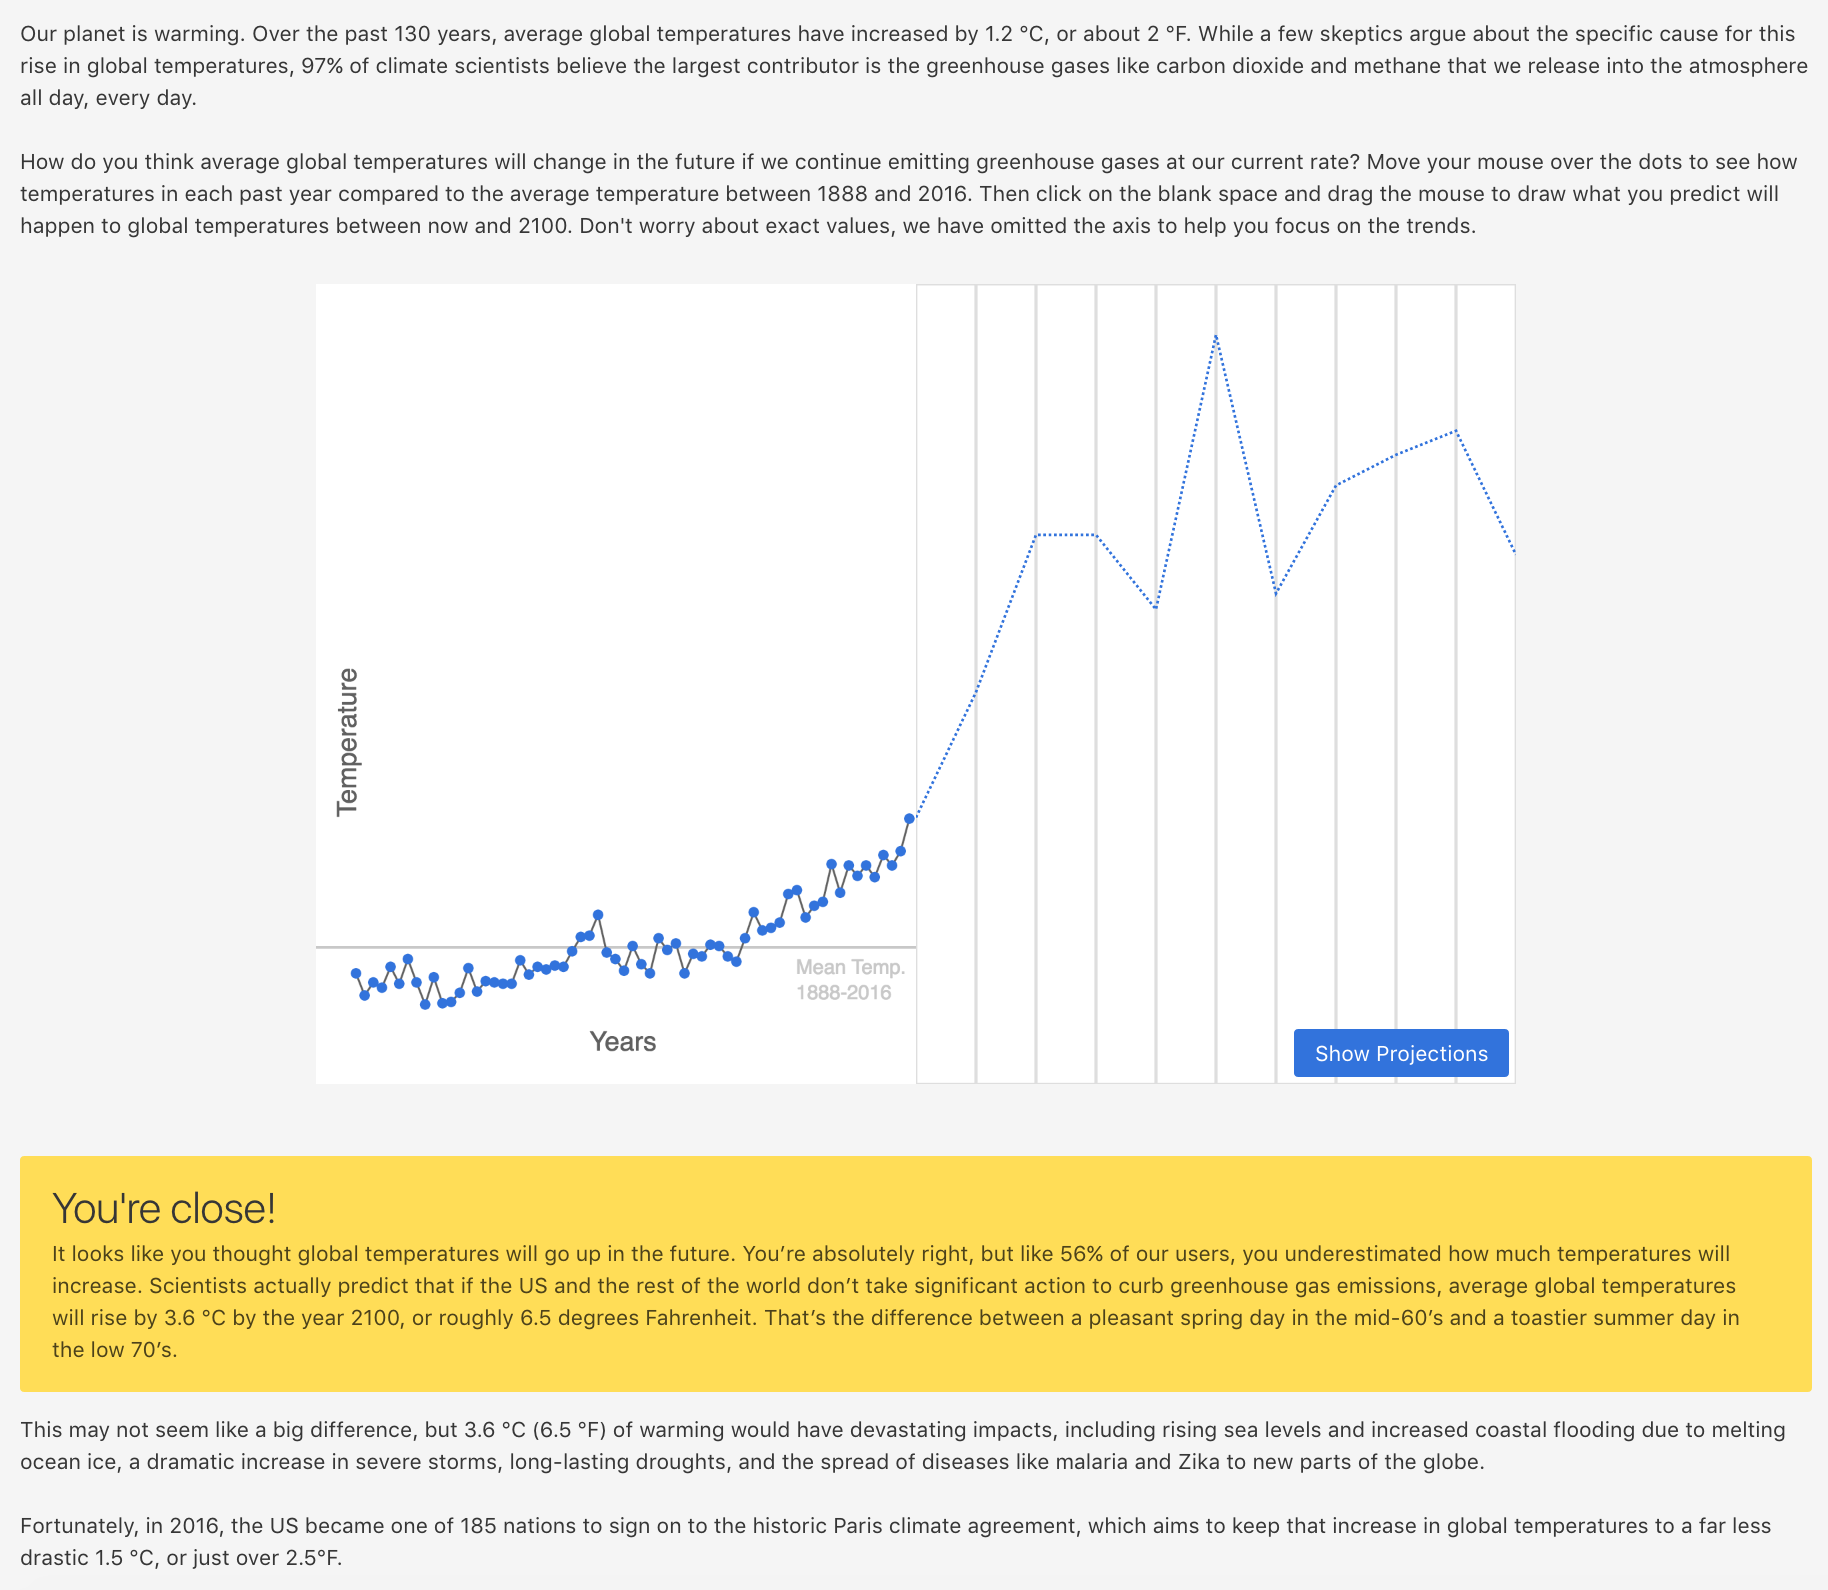 Our planet is warming. Over the past 130 years, average global temperatures have increased by 1.2 °C, or about 2 °F. While a few skeptics argue about the specific cause for this
rise in global temperatures, 97% of climate scientists believe the largest contributor is the greenhouse gases like carbon dioxide and methane that we release into the atmosphere
all day, every day.
How do you think average global temperatures will change in the future if we continue emitting greenhouse gases at our current rate? Move your mouse over the dots to see how
temperatures in each past year compared to the average temperature between 1888 and 2016. Then click on the blank space and drag the mouse to draw what you predict will
happen to global temperatures between now and 2100. Don't worry about exact values, we have omitted the axis to help you focus on the trends.
Temperature
Mean Temp.
1888-2016
Years
Show Projections
You're close!
It looks like you thought global temperatures will go up in the future. You’re absolutely right, but like 56% of our users, you underestimated how much temperatures will
increase. Scientists actually predict that if the US and the rest of the world don’t take significant action to curb greenhouse gas emissions, average global temperatures
will rise by 3.6 °C by the year 2100, or roughly 6.5 degrees Fahrenheit. That’s the difference between a pleasant spring day in the mid-60’s and a toastier summer day in
the low 70’s.
This may not seem like a big difference, but 3.6 °C (6.5 °F) of warming would have devastating impacts, including rising sea levels and increased coastal flooding due to melting
ocean ice, a dramatic increase in severe storms, long-lasting droughts, and the spread of diseases like malaria and Zika to new parts of the globe.
Fortunately, in 2016, the US became one of 185 nations to sign on to the historic Paris climate agreement, which aims to keep that increase in global temperatures to a far less
drastic 1.5 °C, or just over 2.5°F.